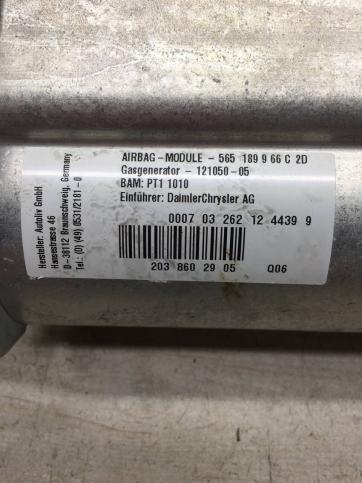 AIRBAG-MODULE - 565 189 9 66 C 2D
Gasgenerator - 121050-05
BAM: PT1 1010
Einführer: DaimlerChrysler AG
0007 03 262 12 4439 9
203 860 29 05 Q06
Hersteller: Autoliv GmbH
Hansestrasse 46
D-38112 Braunschweig, Germany
Tel.: (0) (49) 0531/2181-0